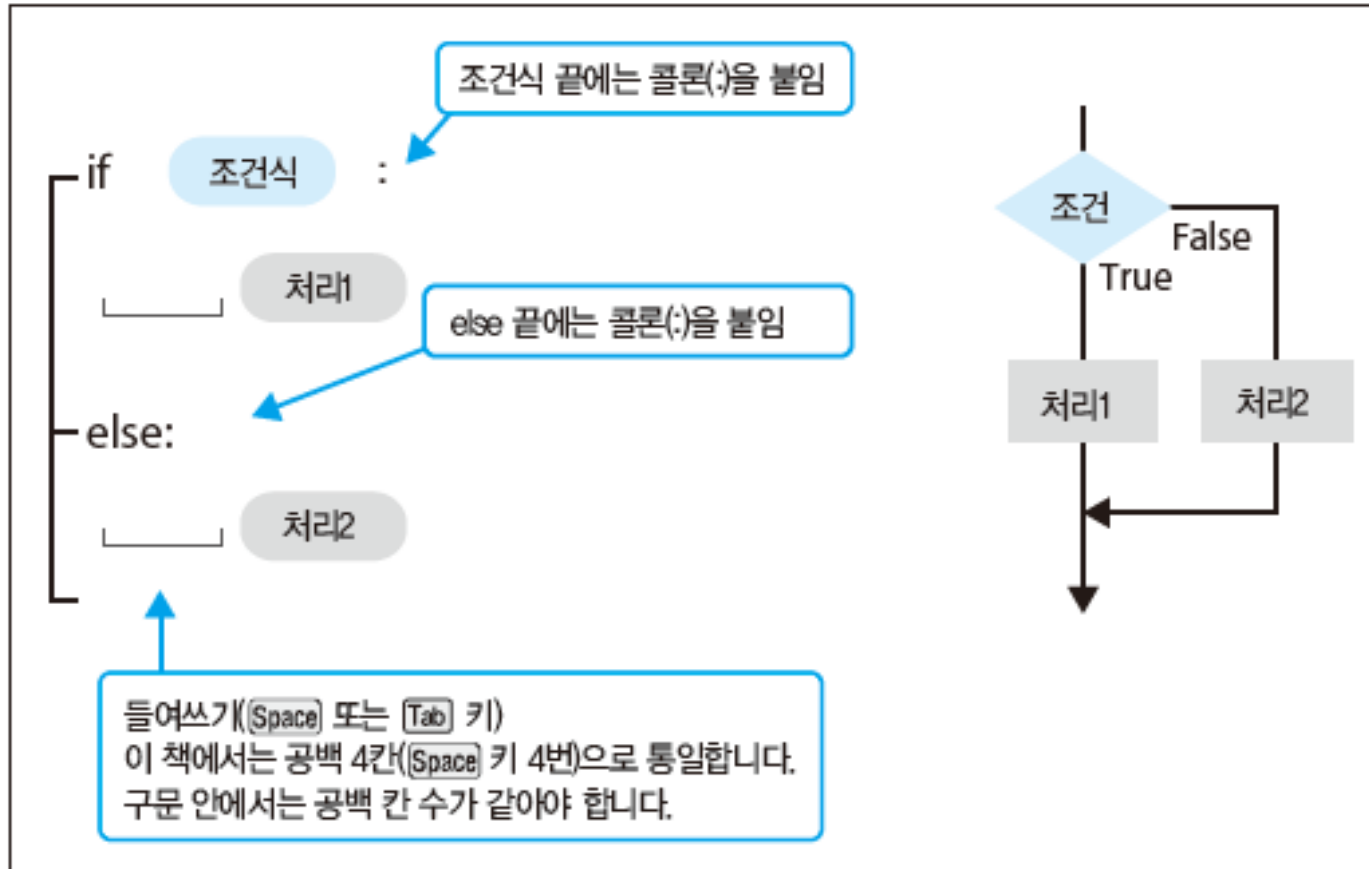 조건식 끝에는 콜론(:)을 붙임
if 조건식 :
처리1
else 끝에는 콜론(:)을 붙임
else:
처리2
들여쓰기(Space 또는 Tab 키)
이 책에서는 공백 4칸(Space 키 4번)으로 통일합니다.
구문 안에서는 공백 칸 수가 같아야 합니다.
조건
False
True
처리1 처리2